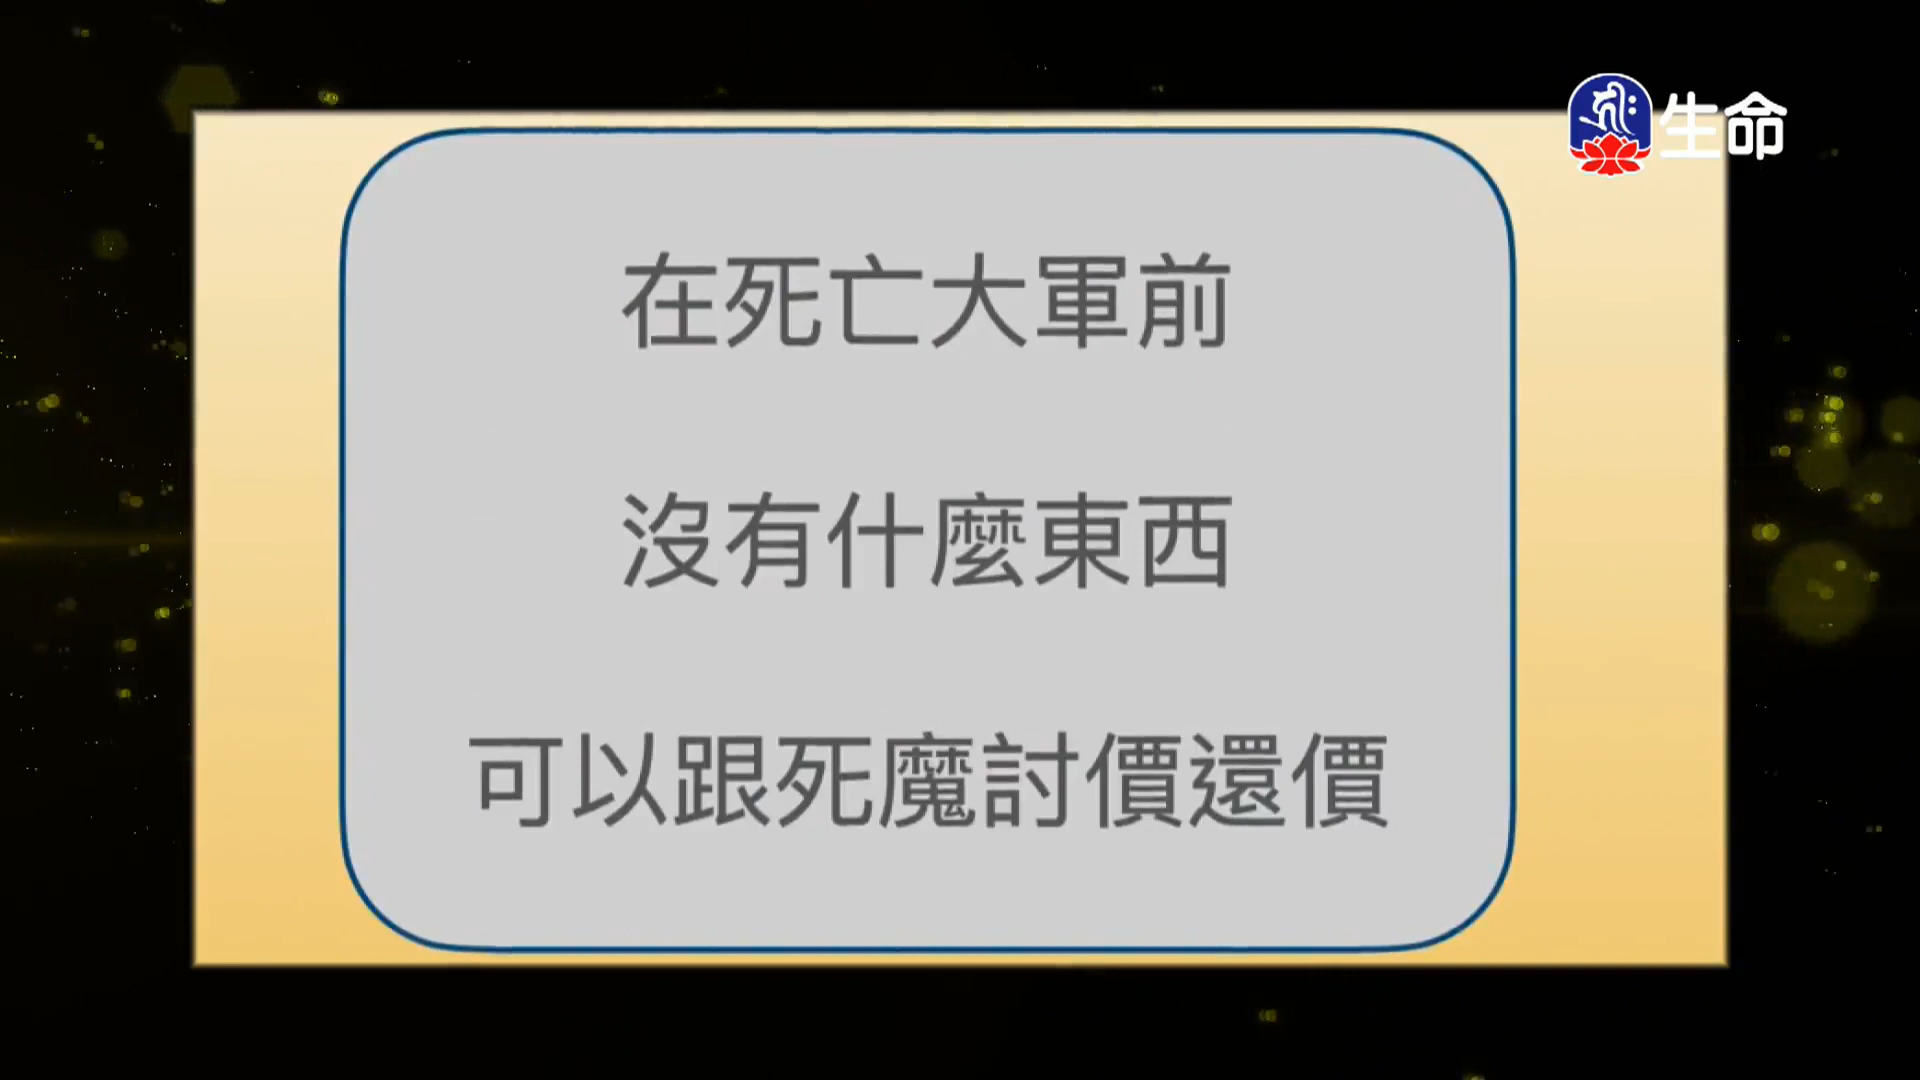 生命
在死亡大軍前
沒有什麼東西
可以跟死魔討價還價